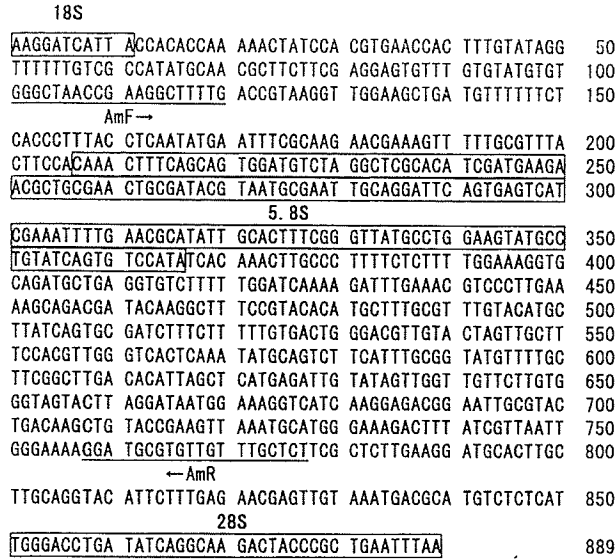 18S
AAGGATCATT ACCACACCAA AAACTATCCA CGTGAACCAC TTTGTATAGG 50
TTTTTTGTCG CCATATGCAA CGCTTCTTCG AGGAGTGTTT GTGTATGTGT 100
GGGCTAACCG AAGGCTTTTG ACCGTAAGGT TGGAAGCTGA TGTTTTTTCT 150
AmF→
CACCCTTTAC CTCAATATGA ATTTCGCAAG AACGAAAGTT TTTGCGTTTA 200
CTTCCACAAA CTTTCAGCAG TGGATGTCTA GGCTCGCACA TCGATGAAGA 250
ACGCTGCGAA CTGCGATACG TAATGCGAAT TGCAGGATTC AGTGAGTCAT 300
5.8S
CGAAATTTTG AACGCATATT GCACTTTCGG GTTATGCCTG GAAGTATGCC 350
TGTATCAGTG TCCATATCAC AAACTTGCCC TTTTCTCTTT TGGAAAGGTG 400
CAGATGCTGA GGTGTCTTTT TGGATCAAAA GATTTGAAAC GTCCCTTGAA 450
AAGCAGACGA TACAAGGCTT TCCGTACACA TGCTTTGCGT TTGTACATGC 500
TTATCAGTGC GATCTTTCTT TTTGTGACTG GGACGTTGTA CTAGTTGCTT 550
TCCACGTTGG GTCACTCAAA TATGCAGTCT TCATTTGCGG TATGTTTTGC 600
TTCGGCTTGA CACATTAGCT CATGAGATTG TATAGTTGGT TGTTCTTGTG 650
GGTAGTACTT AGGATAATGG AAAGGTCATC AAGGAGACGG AATTGCGTAC 700
TGACAAGCTG TACCGAAGTT AAATGCATGG GAAAGACTTT ATCGTTAATT 750
GGGAAAAGGA TGCGTGTTGT TTGCTCTTCG CTCTTGAAGG ATGCACTTGC 800
←AmR
TTGCAGGTAC ATTCTTTGAG AACGAGTTGT AAATGACGCA TGTCTCTCAT 850
28S
TGGGACCTGA TATCAGGCAA GACTACCCGC TGAATTTAA 889